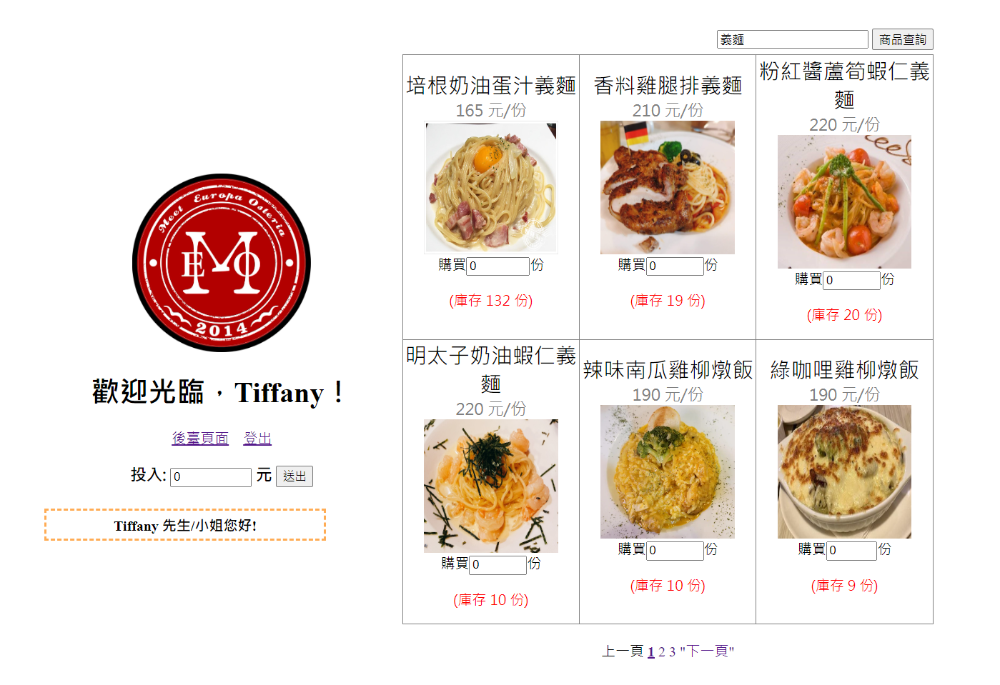 義麵 商品查詢
Meet Europa Osteria
EMO
2014
歡迎光臨，Tiffany！
後臺頁面 登出
投入: 0 元 送出
Tiffany 先生/小姐您好!
培根奶油蛋汁義麵
165 元/份
購買 0 份
(庫存 132 份)
香料雞腿排義麵
210 元/份
購買 0 份
(庫存 19 份)
粉紅醬蘆筍蝦仁義
麵
220 元/份
購買 0 份
(庫存 20 份)
明太子奶油蝦仁義
麵
220 元/份
購買 0 份
(庫存 10 份)
辣味南瓜雞柳燉飯
190 元/份
購買 0 份
(庫存 10 份)
綠咖哩雞柳燉飯
190 元/份
購買 0 份
(庫存 9 份)
上一頁 1 2 3 "下一頁"